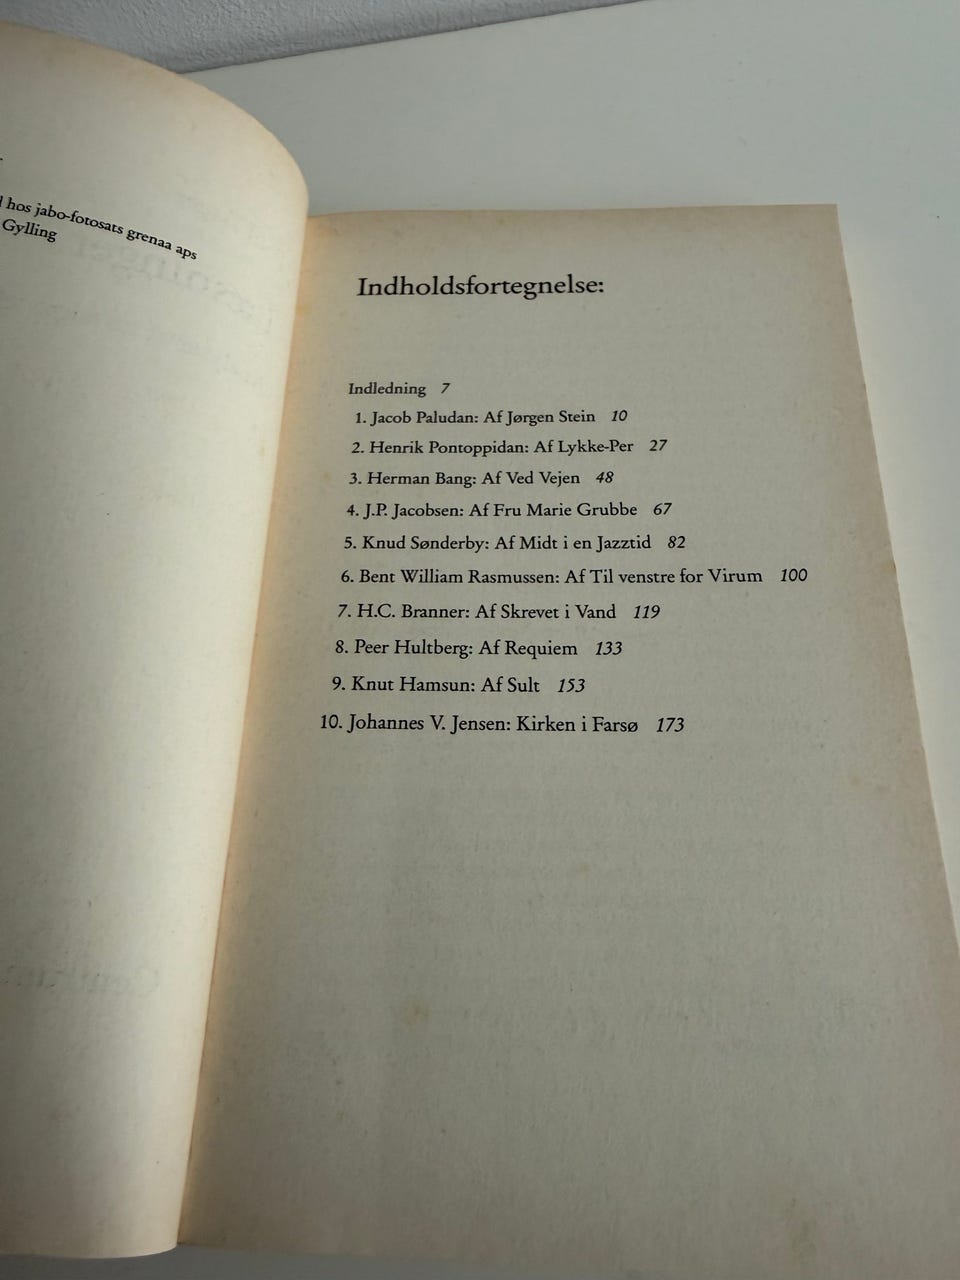 hos jabo-fotosats grenaa aps
Gylling
Indholdsfortegnelse:
Indledning 7
1. Jacob Paludan: Af Jørgen Stein 10
2. Henrik Pontoppidan: Af Lykke-Per 27
3. Herman Bang: Af Ved Vejen 48
4. J.P. Jacobsen: Af Fru Marie Grubbe 67
5. Knud Sønderby: Af Midt i en Jazztid 82
6. Bent William Rasmussen: Af Til venstre for Virum 100
7. H.C. Branner: Af Skrevet i Vand 119
8. Peer Hultberg: Af Requiem 133
9. Knut Hamsun: Af Sult 153
10. Johannes V. Jensen: Kirken i Farsø 173